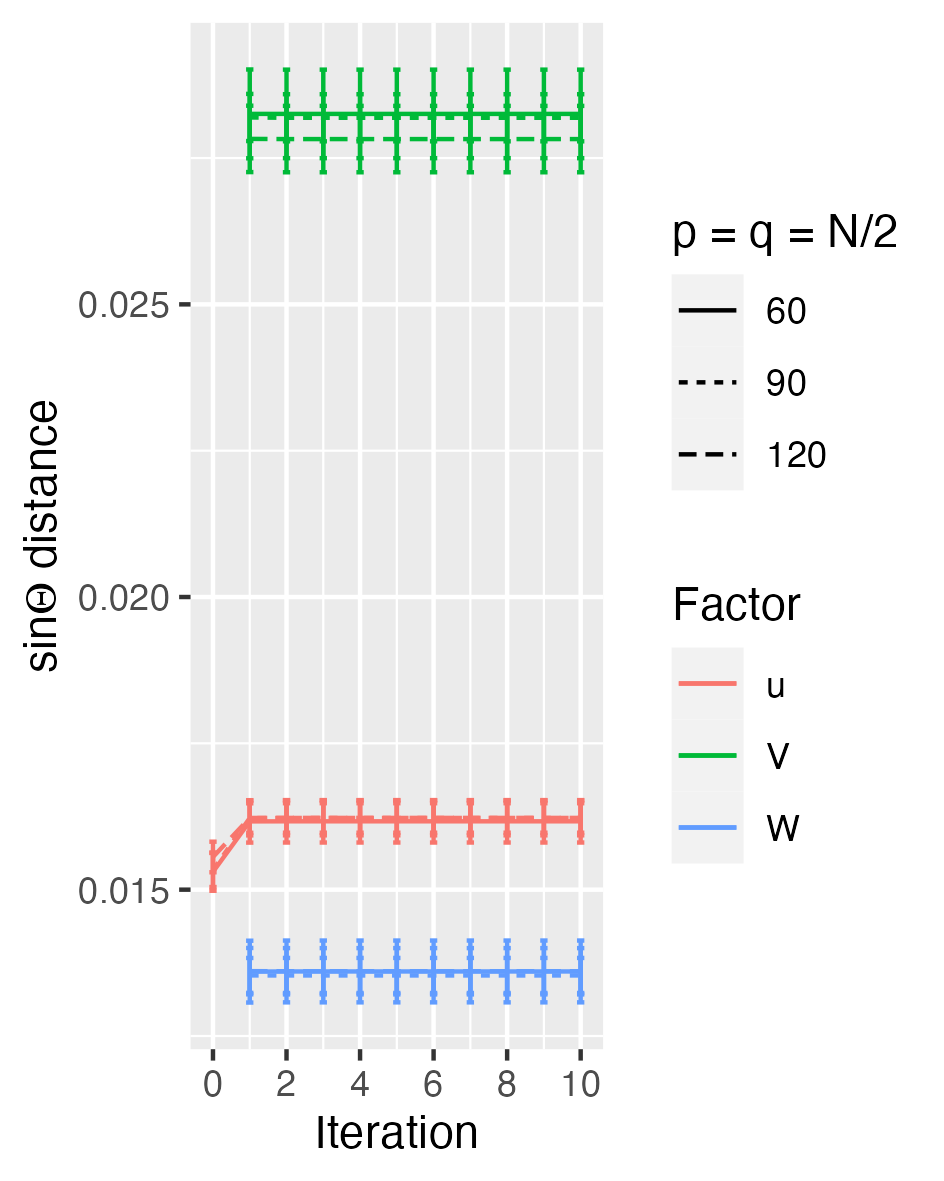 0.025
0.020
0.015
sinΘ distance
0 2 4 6 8 10
Iteration
p = q = N/2
60
90
120
Factor
u
V
W